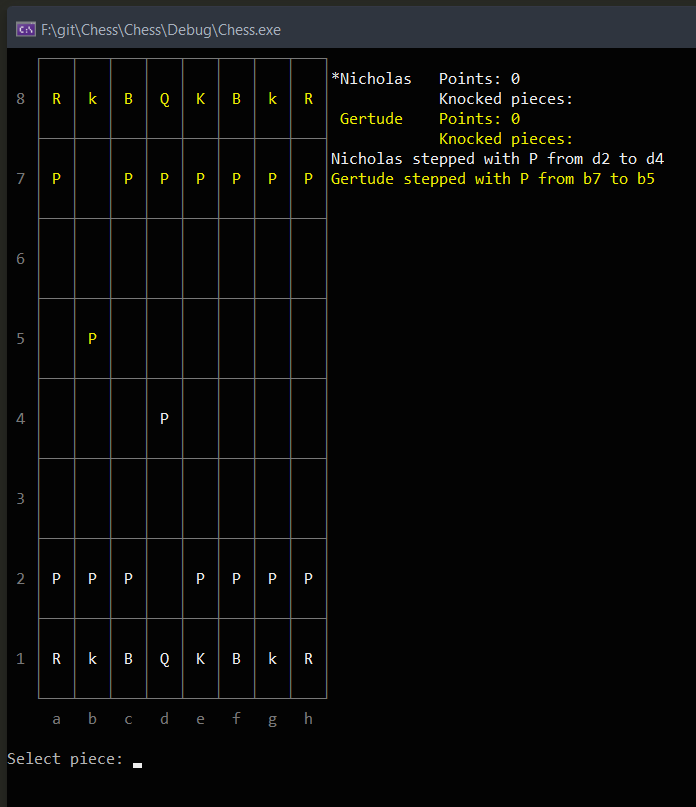 F:\git\Chess\Chess\Debug\Chess.exe
*Nicholas Points: 0
Knocked pieces:
Gertude Points: 0
Knocked pieces:
Nicholas stepped with P from d2 to d4
Gertude stepped with P from b7 to b5
8 R k B Q K B k R
7 P P P P P P P
6
5 P
4 P
3
2 P P P P P P P
1 R k B Q K B k R
a b c d e f g h
Select piece: